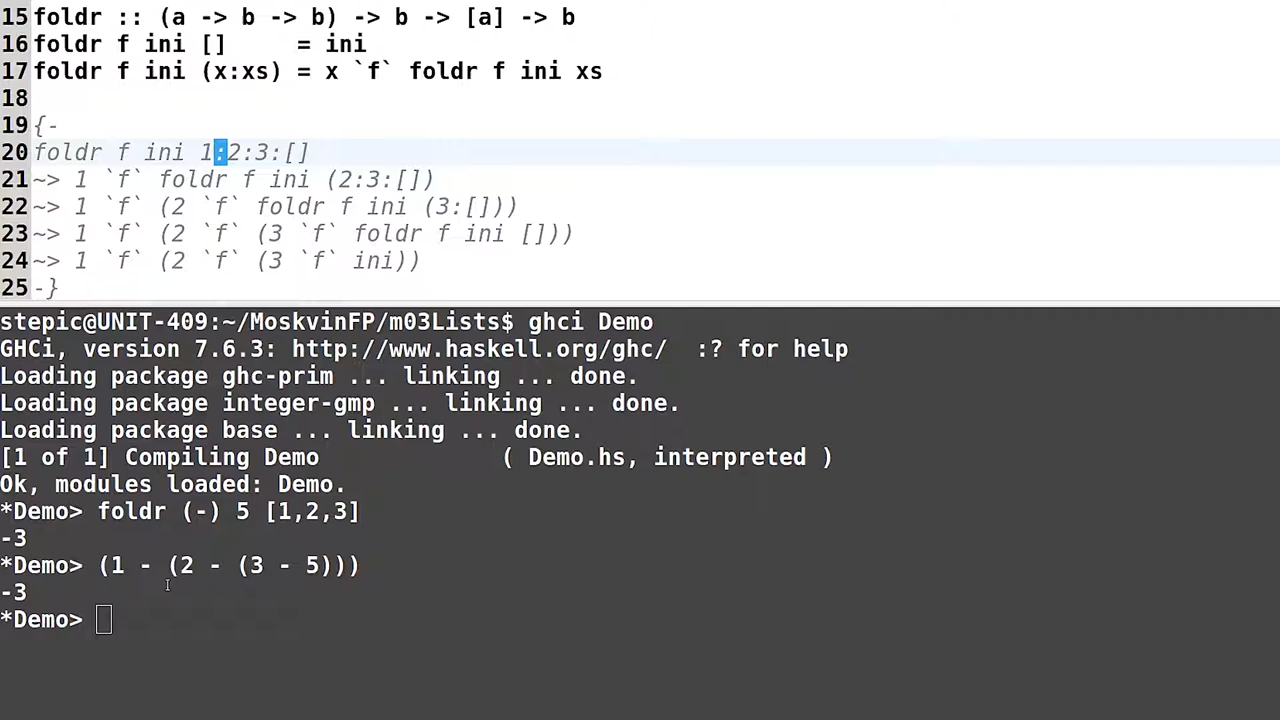 15 foldr :: (a -> b -> b) -> b -> [a] -> b
16 foldr f ini []     = ini
17 foldr f ini (x:xs) = x `f` foldr f ini xs
18
19 {-
20 foldr f ini 1:2:3:[]
21 ~> 1 `f` foldr f ini (2:3:[])
22 ~> 1 `f` (2 `f` foldr f ini (3:[]))
23 ~> 1 `f` (2 `f` (3 `f` foldr f ini []))
24 ~> 1 `f` (2 `f` (3 `f` ini))
25 -}
stepic@UNIT-409:~/MoskvinFP/m03Lists$ ghci Demo
GHCi, version 7.6.3: http://www.haskell.org/ghc/  :? for help
Loading package ghc-prim ... linking ... done.
Loading package integer-gmp ... linking ... done.
Loading package base ... linking ... done.
[1 of 1] Compiling Demo             ( Demo.hs, interpreted )
Ok, modules loaded: Demo.
*Demo> foldr (-) 5 [1,2,3]
-3
*Demo> (1 - (2 - (3 - 5)))
-3
*Demo>